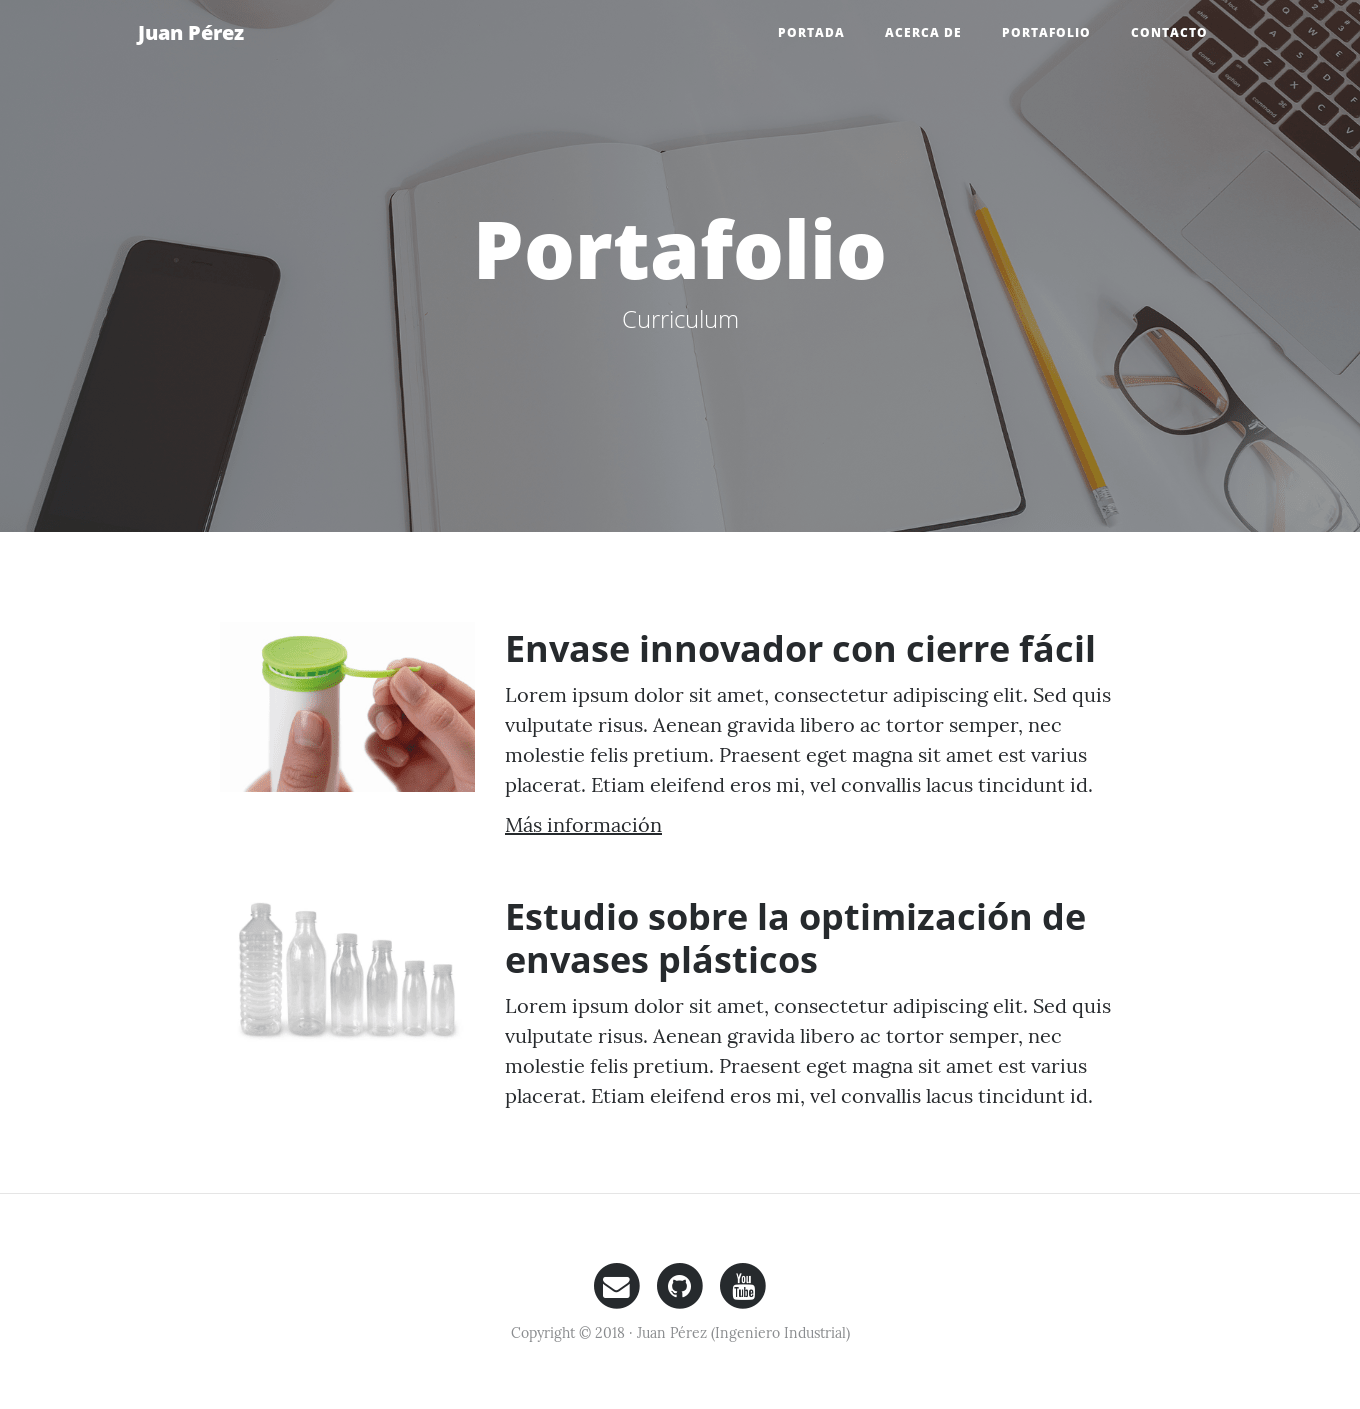 Juan Pérez
PORTADA
ACERCA DE
PORTAFOLIO
CONTACTO
Portafolio
Curriculum
Envase innovador con cierre fácil
Lorem ipsum dolor sit amet, consectetur adipiscing elit. Sed quis
vulputate risus. Aenean gravida libero ac tortor semper, nec
molestie felis pretium. Praesent eget magna sit amet est varius
placerat. Etiam eleifend eros mi, vel convallis lacus tincidunt id.
Más información
Estudio sobre la optimización de
envases plásticos
Lorem ipsum dolor sit amet, consectetur adipiscing elit. Sed quis
vulputate risus. Aenean gravida libero ac tortor semper, nec
molestie felis pretium. Praesent eget magna sit amet est varius
placerat. Etiam eleifend eros mi, vel convallis lacus tincidunt id.
You
Tube
Copyright © 2018 · Juan Pérez (Ingeniero Industrial)